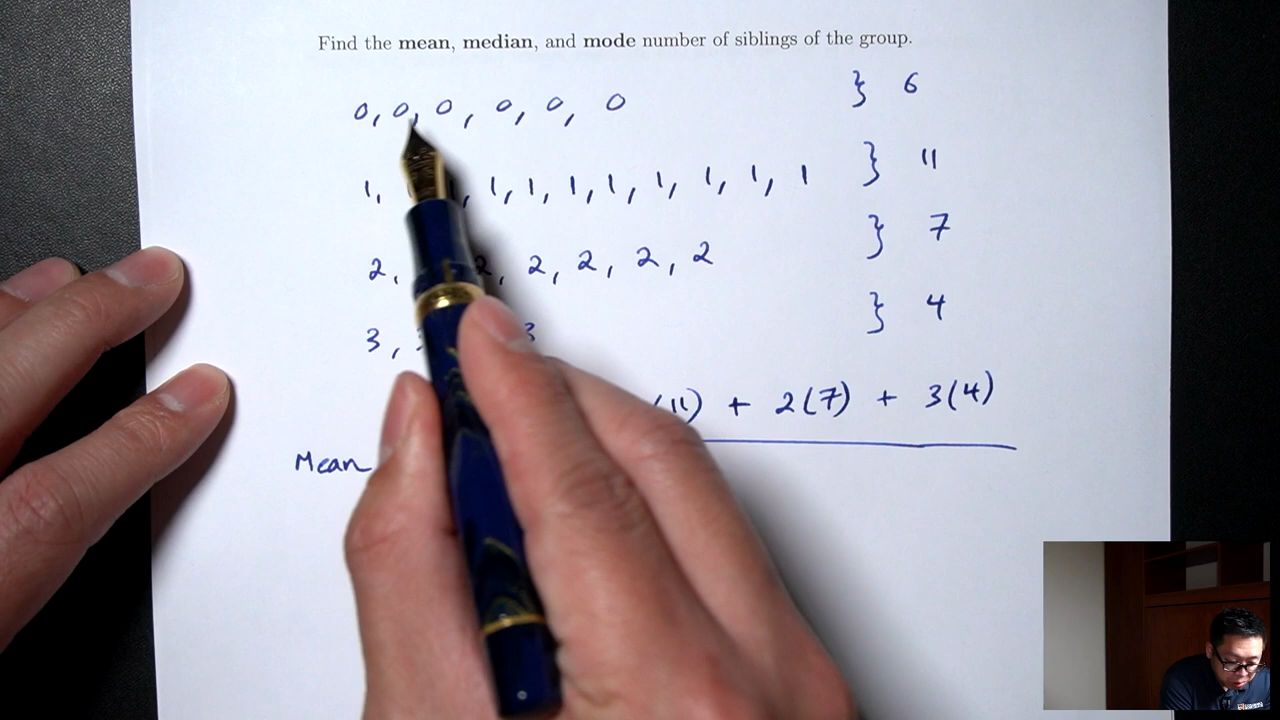 Find the mean, median, and mode number of siblings of the group.
0, 0, 0, 0, 0, 0 } 6
1, 1, 1, 1, 1, 1, 1, 1, 1, 1 } 11
2, 2, 2, 2, 2, 2 } 7
3, 3 } 4
(11) + 2(7) + 3(4)
Mean